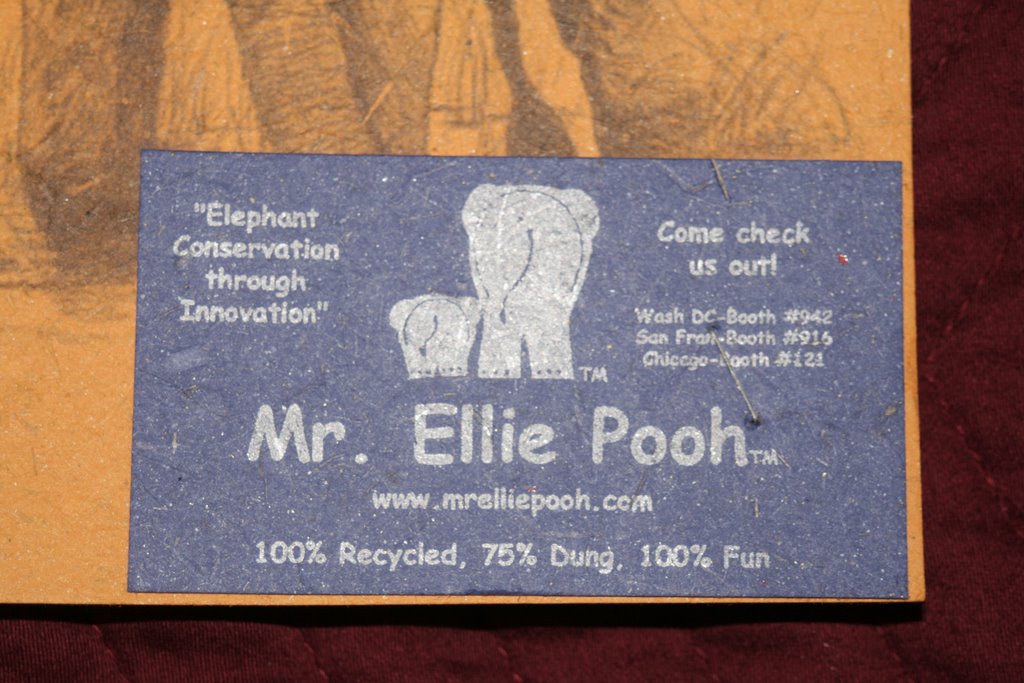 "Elephant
Conservation
through
Innovation"
Come check
us out!
Wash DC-Booth #942
San Fran-Booth #916
Chicago-Booth #121
TM
Mr. Ellie Pooh TM
www.mrelliepooh.com
100% Recycled, 75% Dung, 100% Fun